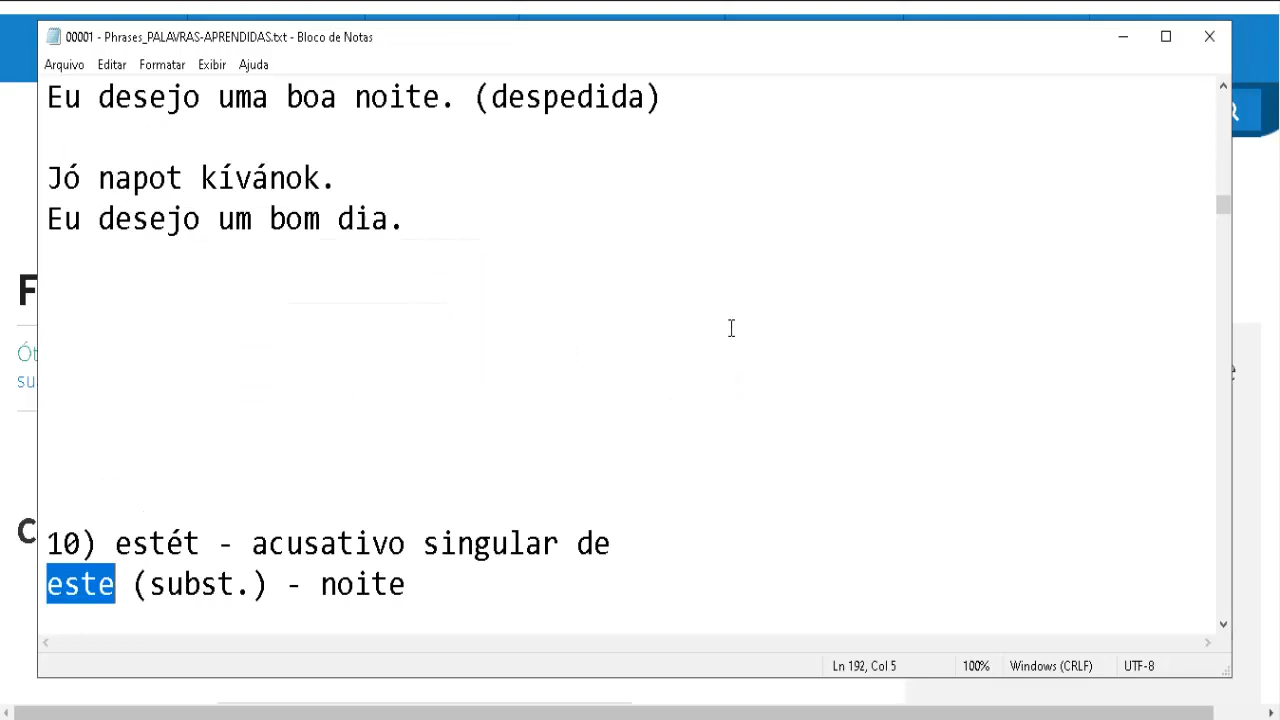 00001 - Phrases_PALAVRAS-APRENDIDAS.txt - Bloco de Notas
Arquivo Editar Formatar Exibir Ajuda
Eu desejo uma boa noite. (despedida)
Jó napot kívánok.
Eu desejo um bom dia.
10) estét - acusativo singular de
este (subst.) - noite
Ln 192, Col 5 100% Windows (CRLF) UTF-8